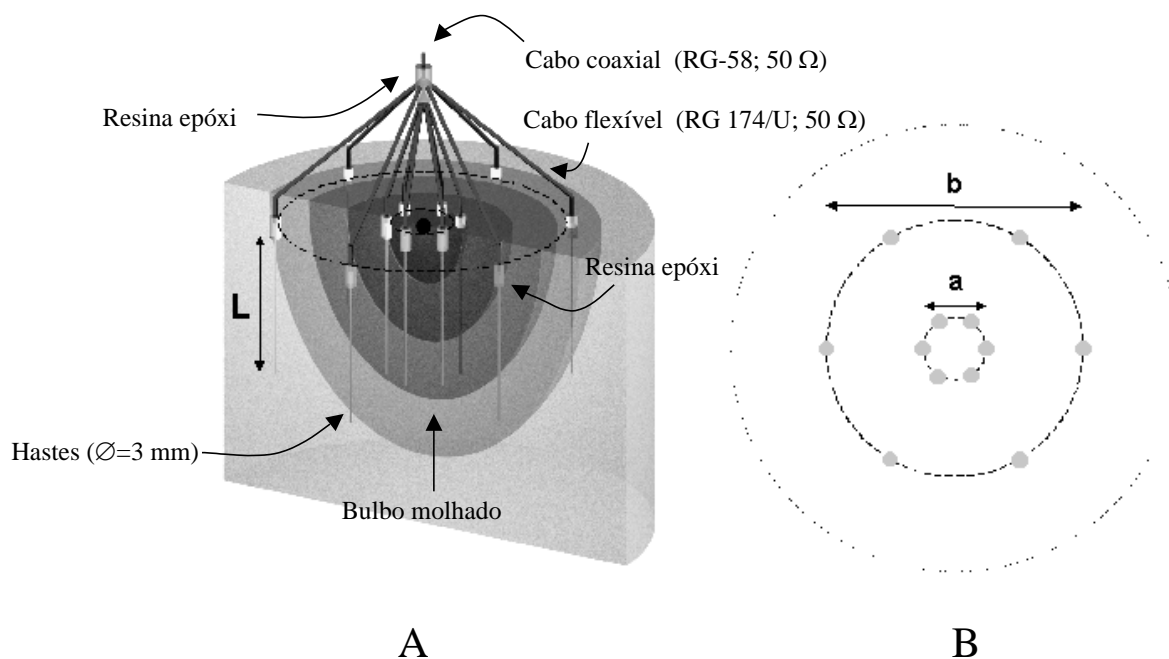 Cabo coaxial (RG-58; 50 Ω)
Resina epóxi
Cabo flexível (RG 174/U; 50 Ω)
b
a
Resina epóxi
L
Hastes (∅=3 mm)
Bulbo molhado
A
B